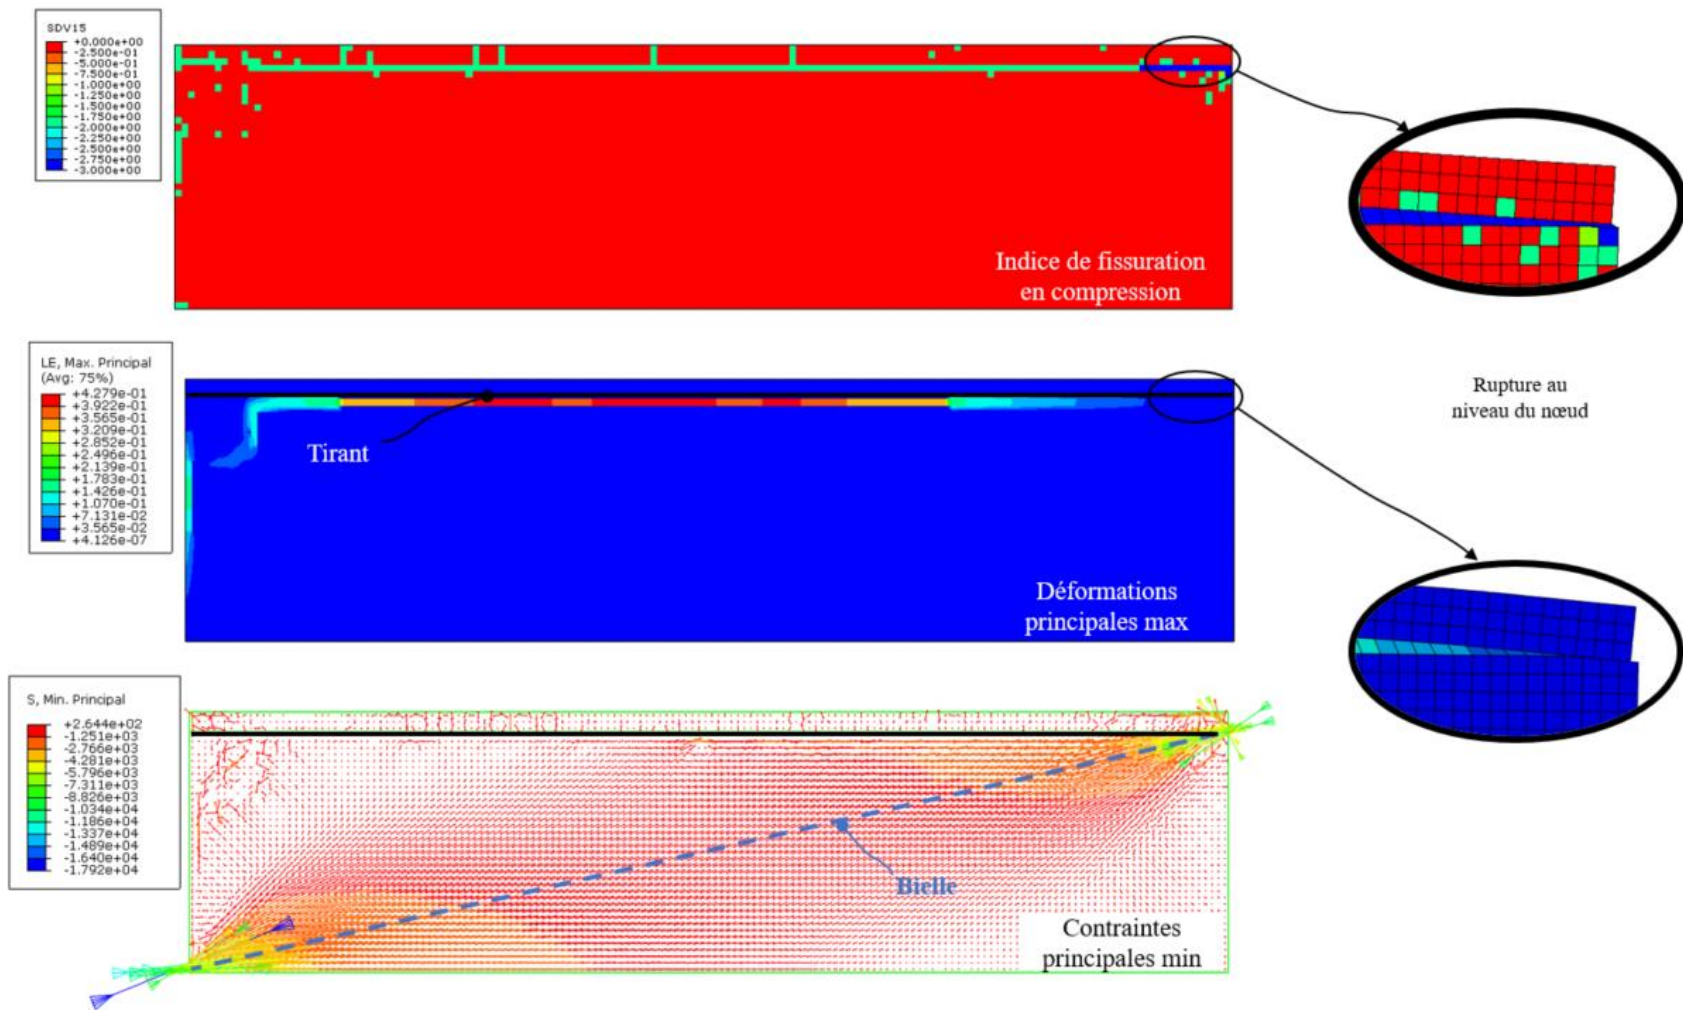 SDV15
+0.000e+00
-2.500e-01
-5.000e-01
-7.500e-01
-1.000e+00
-1.250e+00
-1.500e+00
-1.750e+00
-2.000e+00
-2.250e+00
-2.500e+00
-2.750e+00
-3.000e+00
Indice de fissuration
en compression
LE, Max. Principal
(Avg: 75%)
+4.279e-01
+3.922e-01
+3.565e-01
+3.209e-01
+2.852e-01
+2.496e-01
+2.139e-01
+1.783e-01
+1.426e-01
+1.070e-01
+7.131e-02
+3.565e-02
+4.126e-07
Tirant
Déformations
principales max
Rupture au
niveau du nœud
S, Min. Principal
+2.644e+02
-1.251e+03
-2.766e+03
-4.281e+03
-5.796e+03
-7.311e+03
-8.826e+03
-1.034e+04
-1.186e+04
-1.337e+04
-1.489e+04
-1.640e+04
-1.792e+04
Bielle
Contraintes
principales min